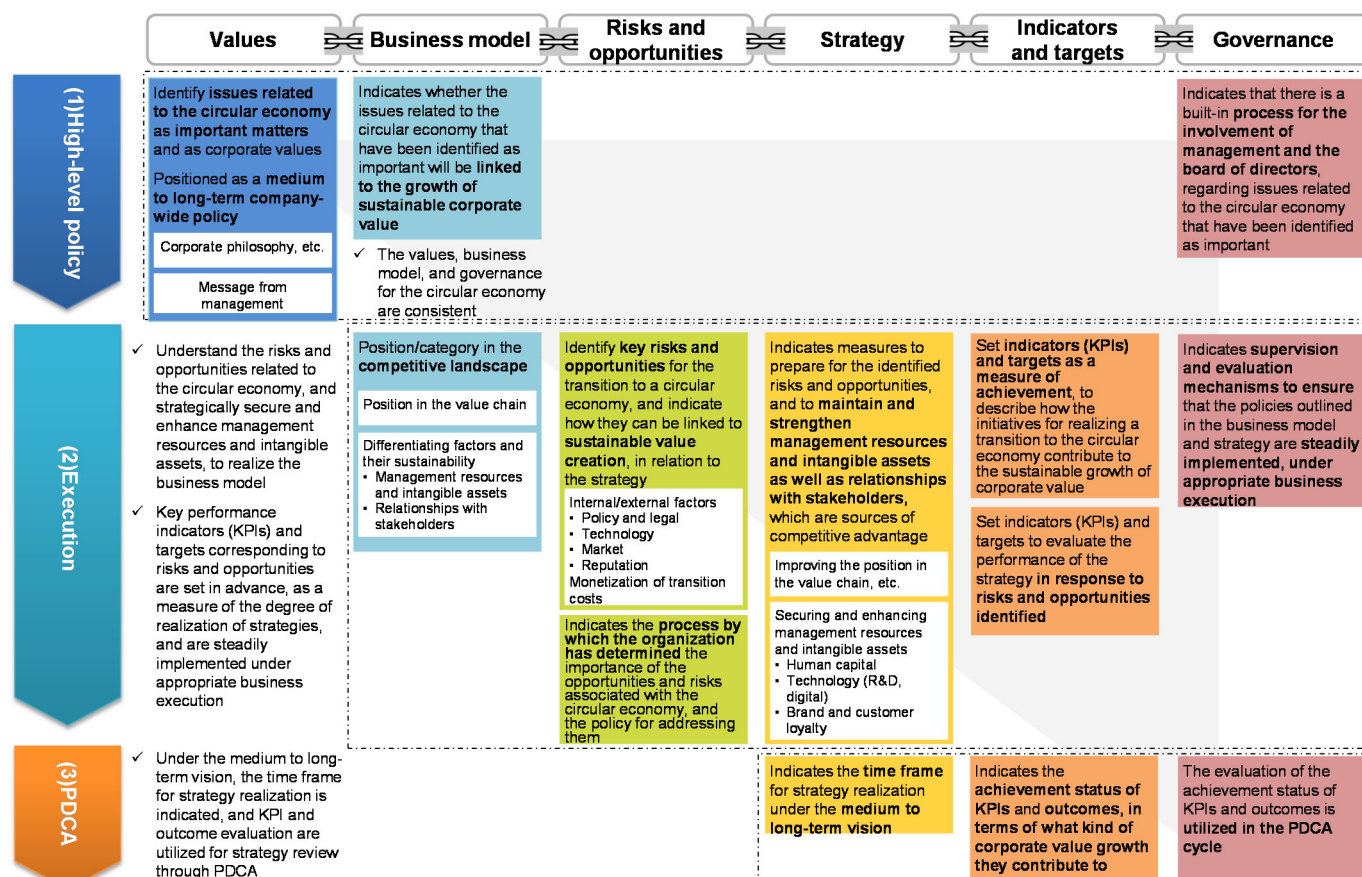 Values
Business model
Risks and
opportunities
Strategy
Indicators
and targets
Governance
(1)High-level policy
Identify issues related
to the circular economy
as important matters
and as corporate values
Positioned as a medium
to long-term company-
wide policy
Corporate philosophy, etc.
Message from
management
Indicates whether the
issues related to the
circular economy that
have been identified as
important will be linked
to the growth of
sustainable corporate
value
✓ The values, business
model, and governance
for the circular economy
are consistent
Indicates that there is a
built-in process for the
involvement of
management and the
board of directors,
regarding issues related
to the circular economy
that have been identified
as important
(2)Execution
✓ Understand the risks and
opportunities related to
the circular economy, and
strategically secure and
enhance management
resources and intangible
assets, to realize the
business model
✓ Key performance
indicators (KPIs) and
targets corresponding to
risks and opportunities
are set in advance, as a
measure of the degree of
realization of strategies,
and are steadily
implemented under
appropriate business
execution
Position/category in the
competitive landscape
Position in the value chain
Differentiating factors and
their sustainability
▪ Management resources
and intangible assets
▪ Relationships with
stakeholders
Identify key risks and
opportunities for the
transition to a circular
economy, and indicate
how they can be linked to
sustainable value
creation, in relation to
the strategy
Internal/external factors
▪ Policy and legal
▪ Technology
▪ Market
▪ Reputation
Monetization of transition
costs
Indicates the process by
which the organization
has determined the
importance of the
opportunities and risks
associated with the
circular economy, and
the policy for addressing
them
Indicates measures to
prepare for the identified
risks and opportunities,
and to maintain and
strengthen
management resources
and intangible assets
as well as relationships
with stakeholders,
which are sources of
competitive advantage
Improving the position in
the value chain, etc.
Securing and enhancing
management resources
and intangible assets
▪ Human capital
▪ Technology (R&D,
digital)
▪ Brand and customer
loyalty
Set indicators (KPIs)
and targets as a
measure of
achievement, to
describe how the
initiatives for realizing a
transition to the circular
economy contribute to
the sustainable growth of
corporate value
Set indicators (KPIs) and
targets to evaluate the
performance of the
strategy in response to
risks and opportunities
identified
Indicates supervision
and evaluation
mechanisms to ensure
that the policies outlined
in the business model
and strategy are steadily
implemented, under
appropriate business
execution
(3)PDCA
✓ Under the medium to long-
term vision, the time frame
for strategy realization is
indicated, and KPI and
outcome evaluation are
utilized for strategy review
through PDCA
Indicates the time frame
for strategy realization
under the medium to
long-term vision
Indicates the
achievement status of
KPIs and outcomes, in
terms of what kind of
corporate value growth
they contribute to
The evaluation of the
achievement status of
KPIs and outcomes is
utilized in the PDCA
cycle